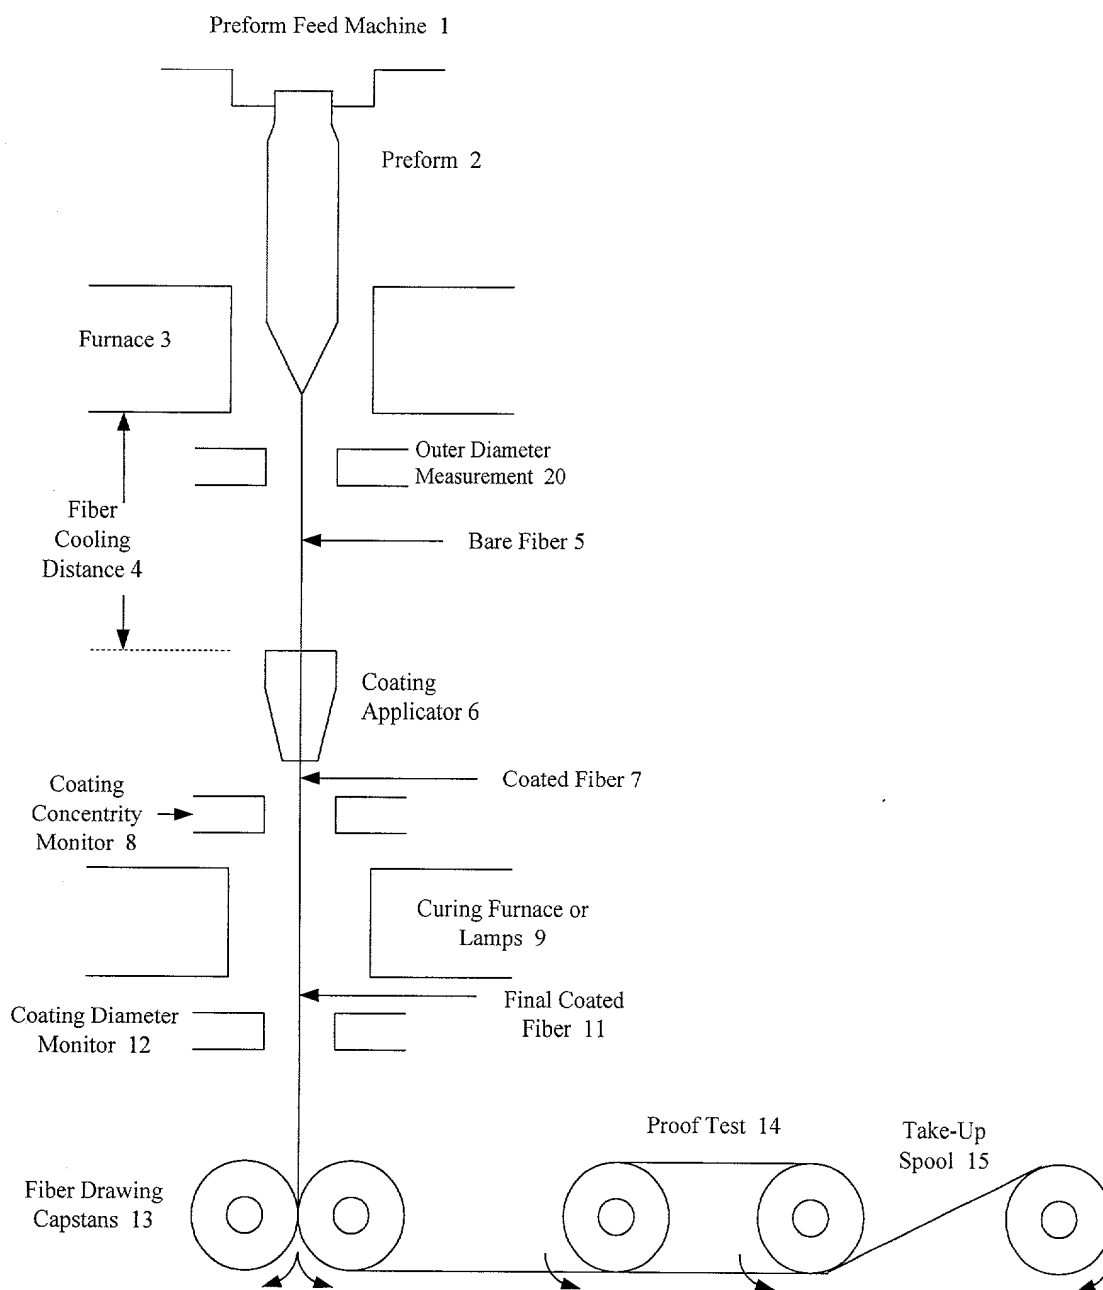 Preform Feed Machine 1
Preform 2
Furnace 3
Outer Diameter
Measurement 20
Fiber
Cooling
Distance 4
Bare Fiber 5
Coating
Applicator 6
Coated Fiber 7
Coating
Concentrity
Monitor 8
Curing Furnace or
Lamps 9
Final Coated
Fiber 11
Coating Diameter
Monitor 12
Proof Test 14
Take-Up
Spool 15
Fiber Drawing
Capstans 13